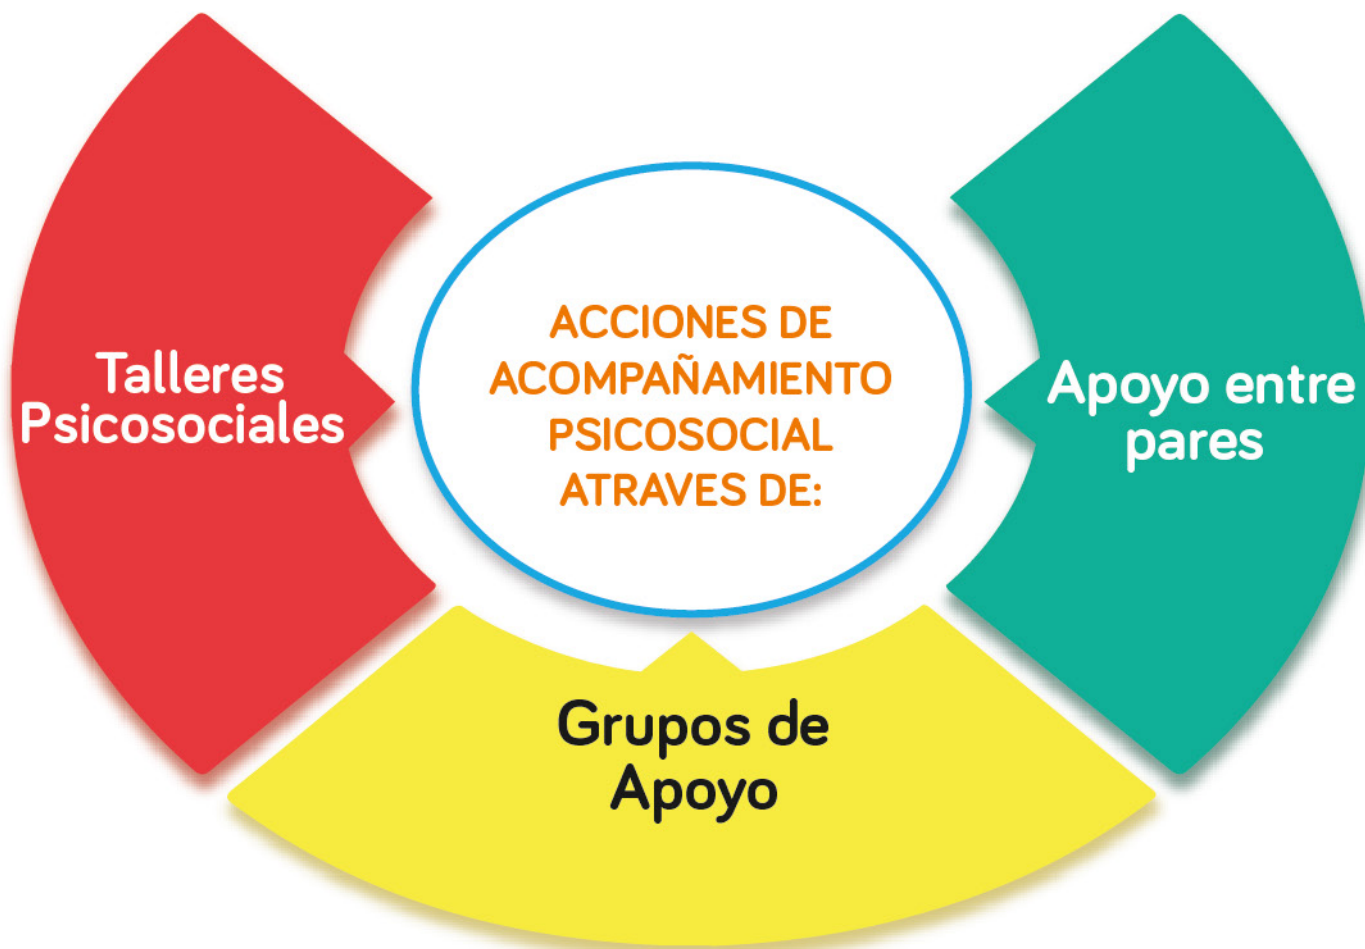 ACCIONES DE
ACOMPAÑAMIENTO
PSICOSOCIAL
ATRAVES DE:
Talleres
Psicosociales
Grupos de
Apoyo
Apoyo entre
pares